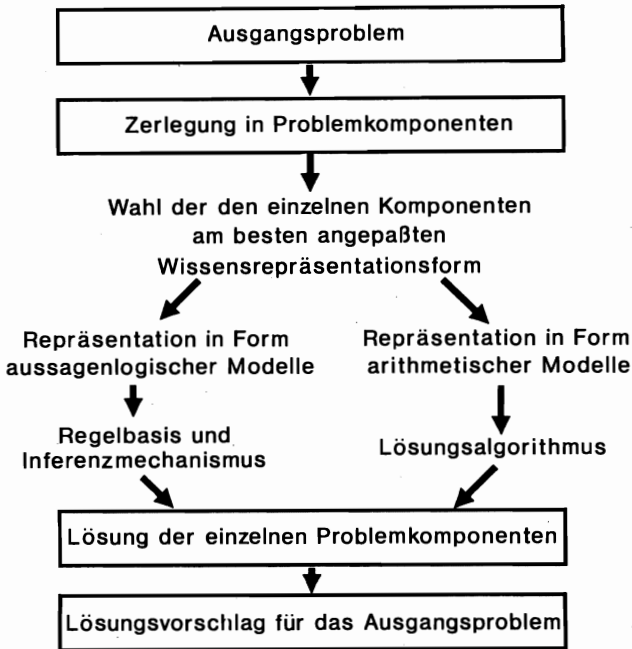 Ausgangsproblem
Zerlegung in Problemkomponenten
Wahl der den einzelnen Komponenten
am besten angepaßten
Wissensrepräsentationsform
Repräsentation in Form
aussagenlogischer Modelle
Repräsentation in Form
arithmetischer Modelle
Regelbasis und
Inferenzmechanismus
Lösungsalgorithmus
Lösung der einzelnen Problemkomponenten
Lösungsvorschlag für das Ausgangsproblem